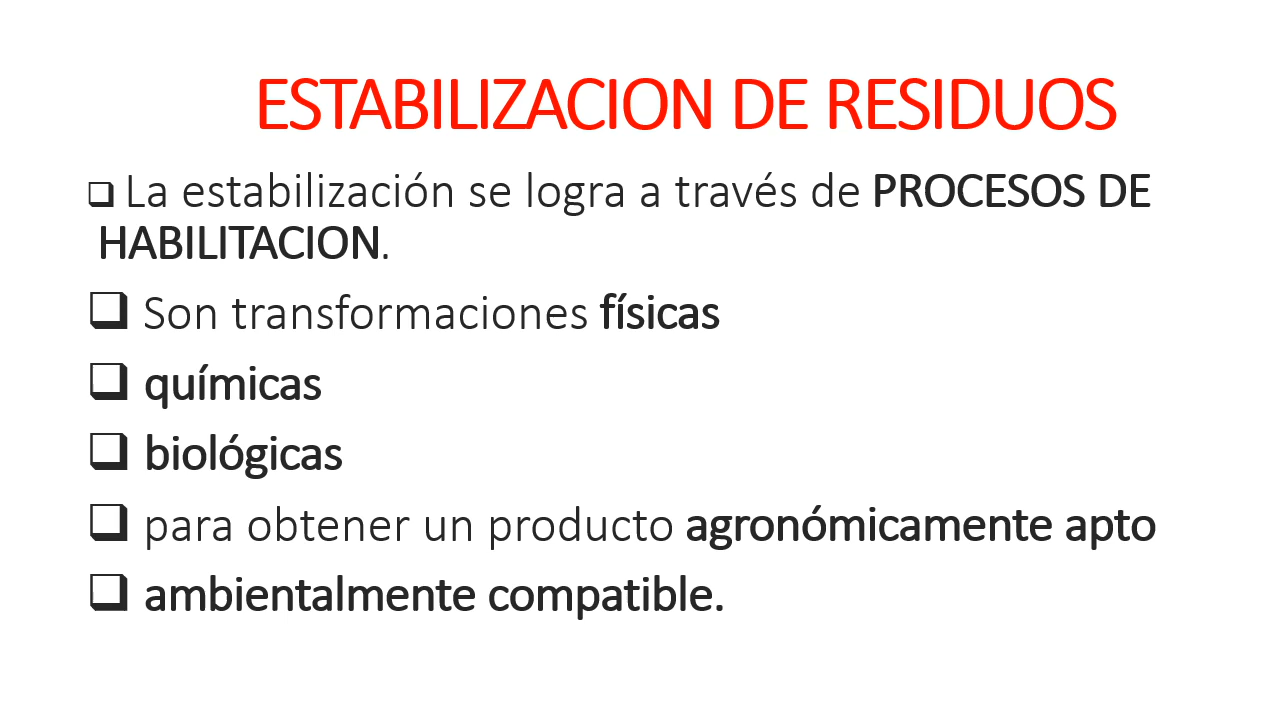 ESTABILIZACION DE RESIDUOS
❑ La estabilización se logra a través de PROCESOS DE
HABILITACION.
❑ Son transformaciones físicas
❑ químicas
❑ biológicas
❑ para obtener un producto agronómicamente apto
❑ ambientalmente compatible.